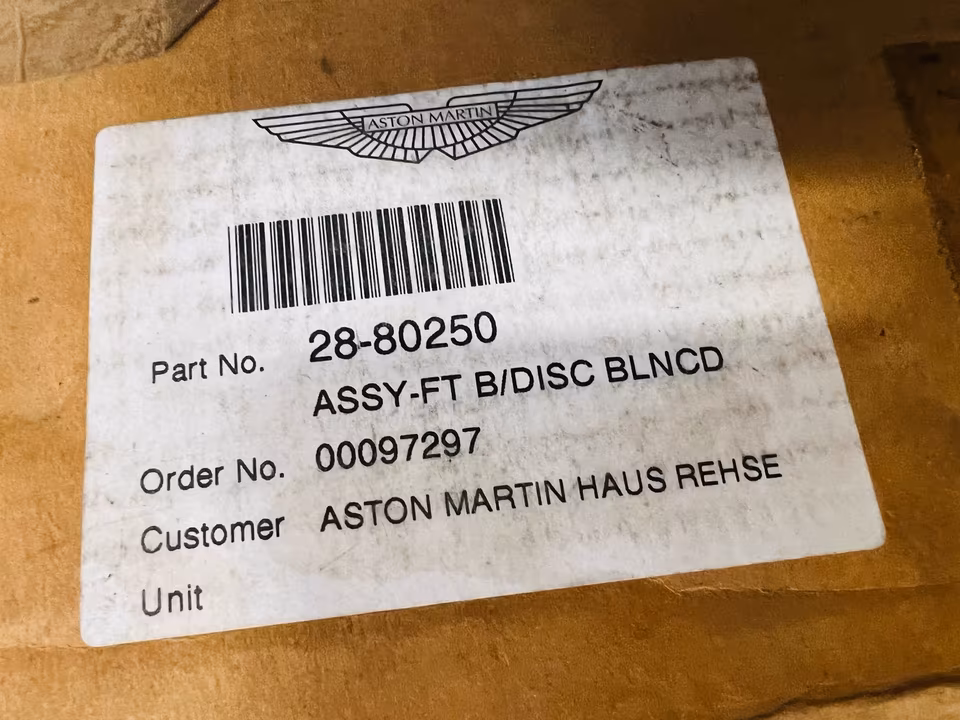 ASTON MARTIN
Part No. 28-80250
ASSY-FT B/DISC BLNCD
Order No. 00097297
Customer ASTON MARTIN HAUS REHSE
Unit